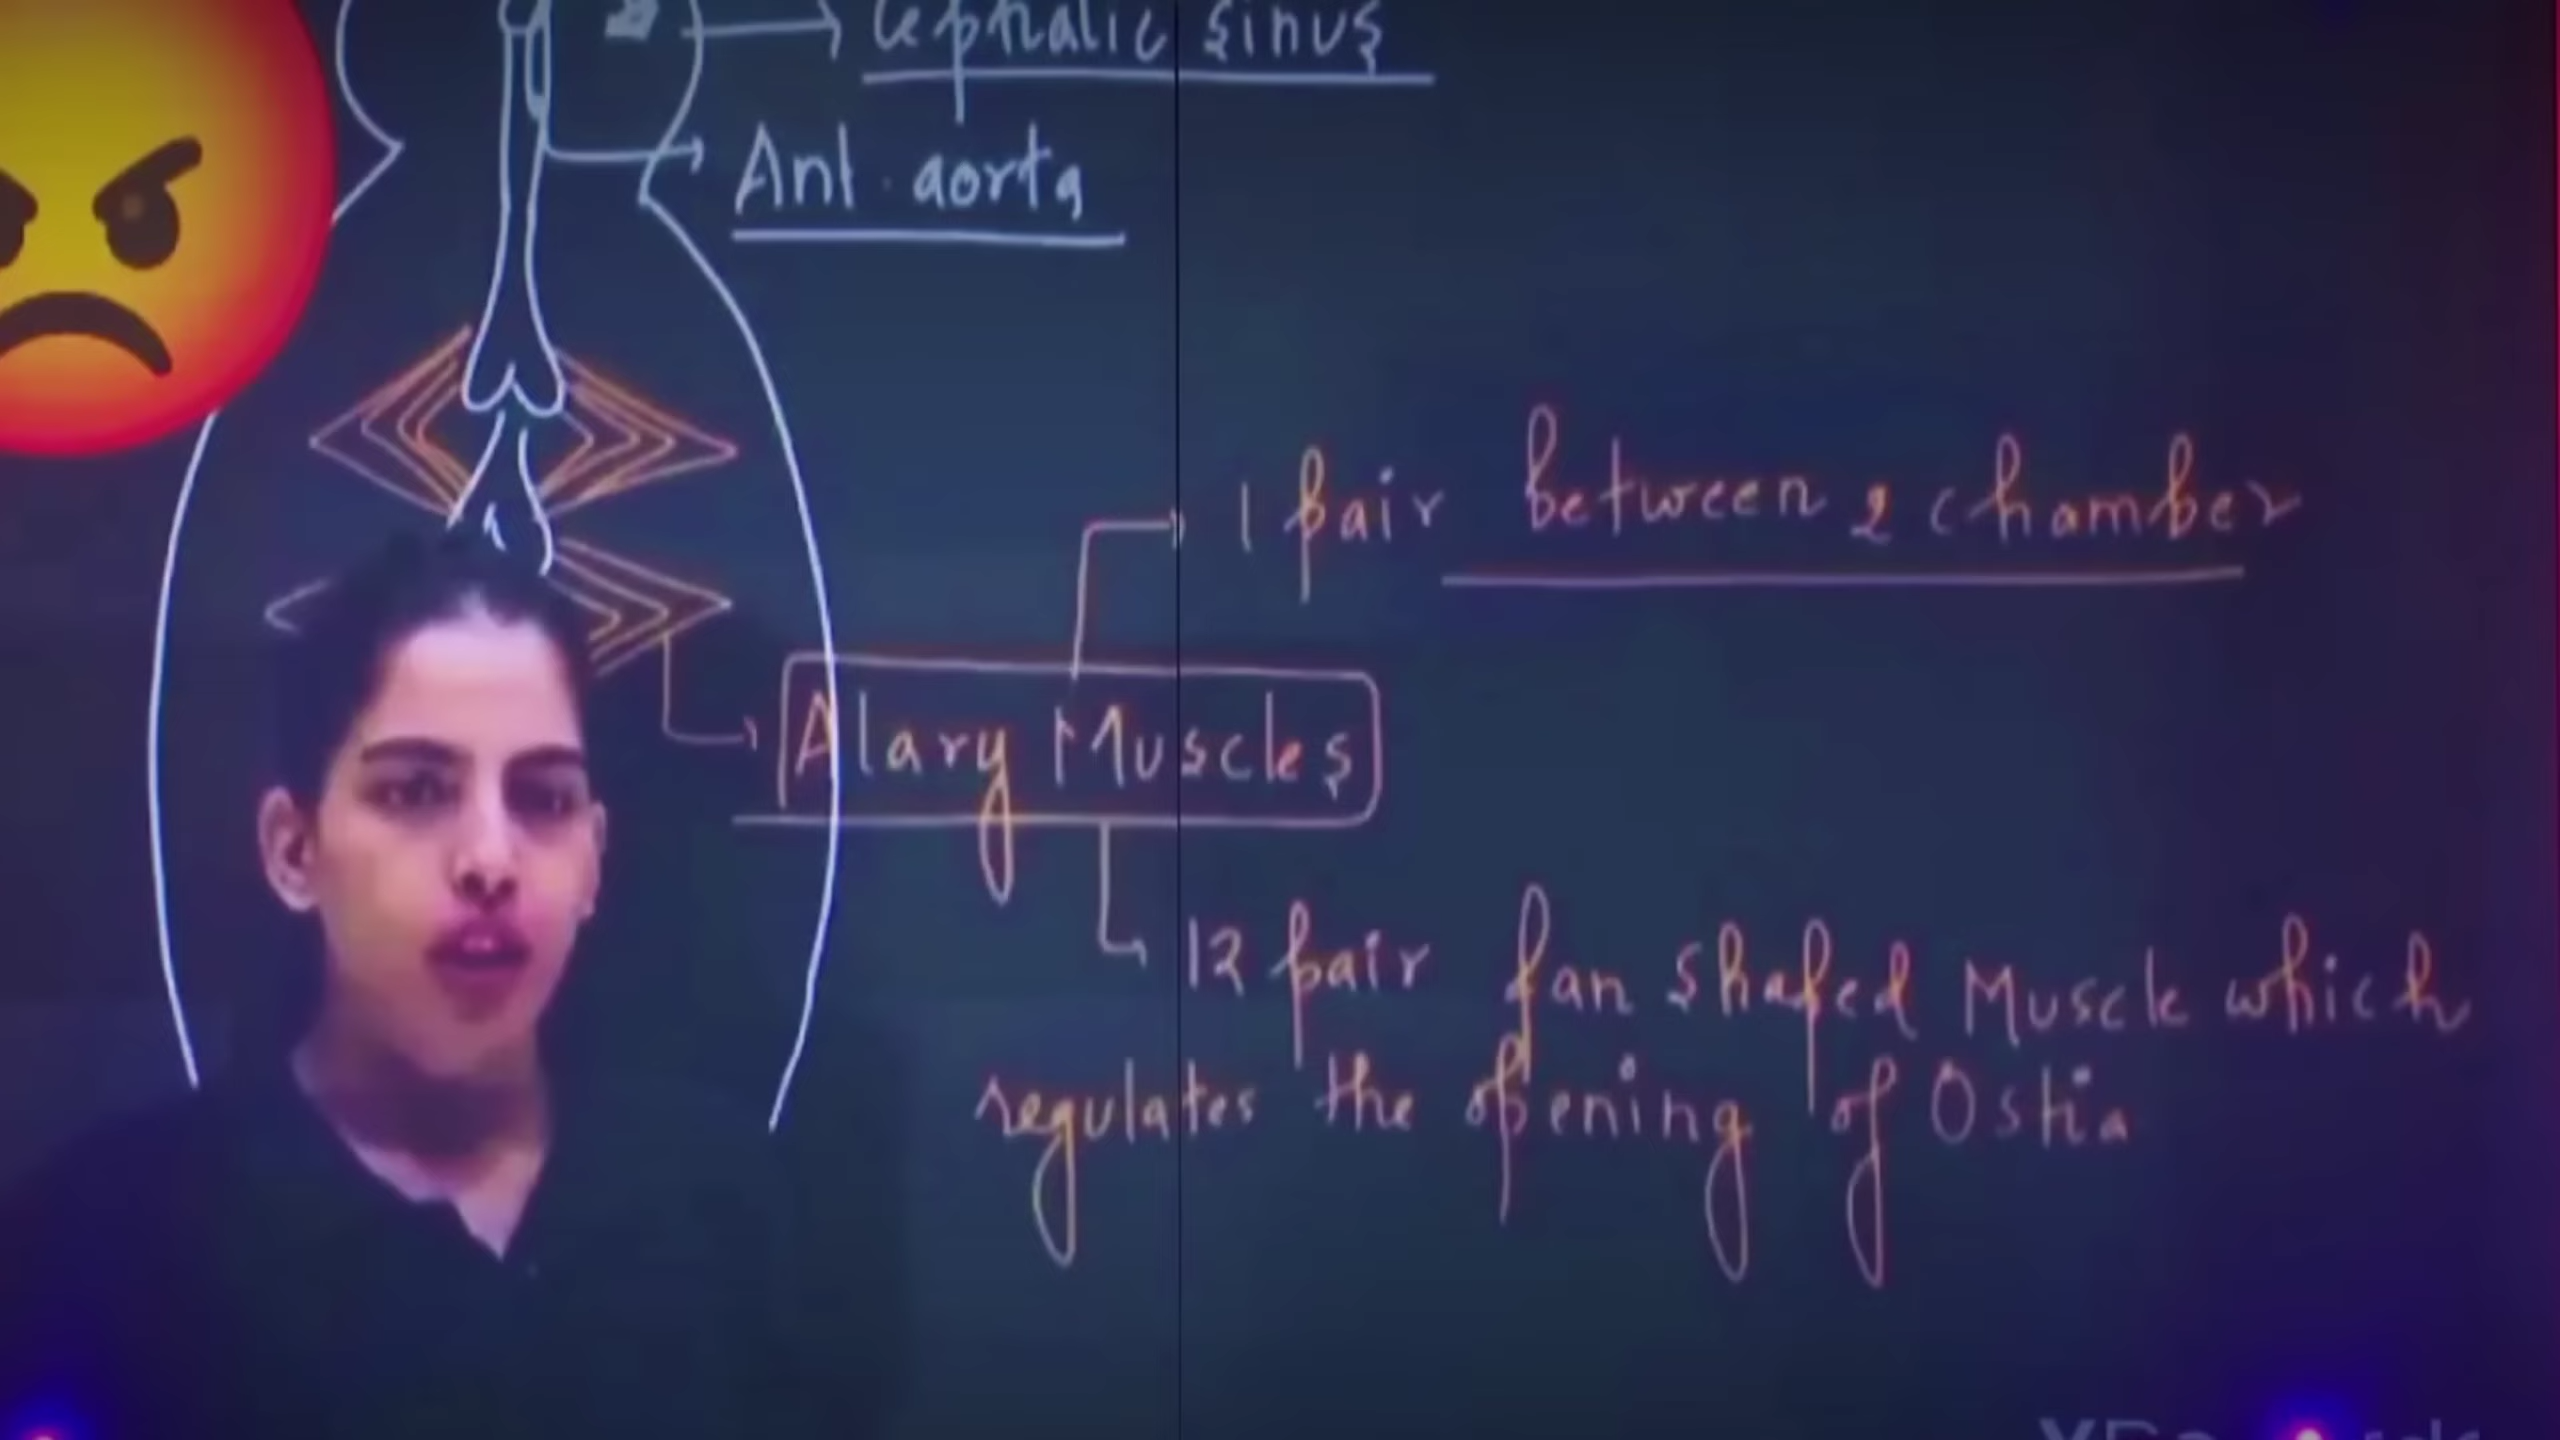 Cephalic sinus
Ant. aorta
1 pair between 2 chamber
Alary Muscles
12 pair fan shaped Muscle which
regulates the opening of Ostia